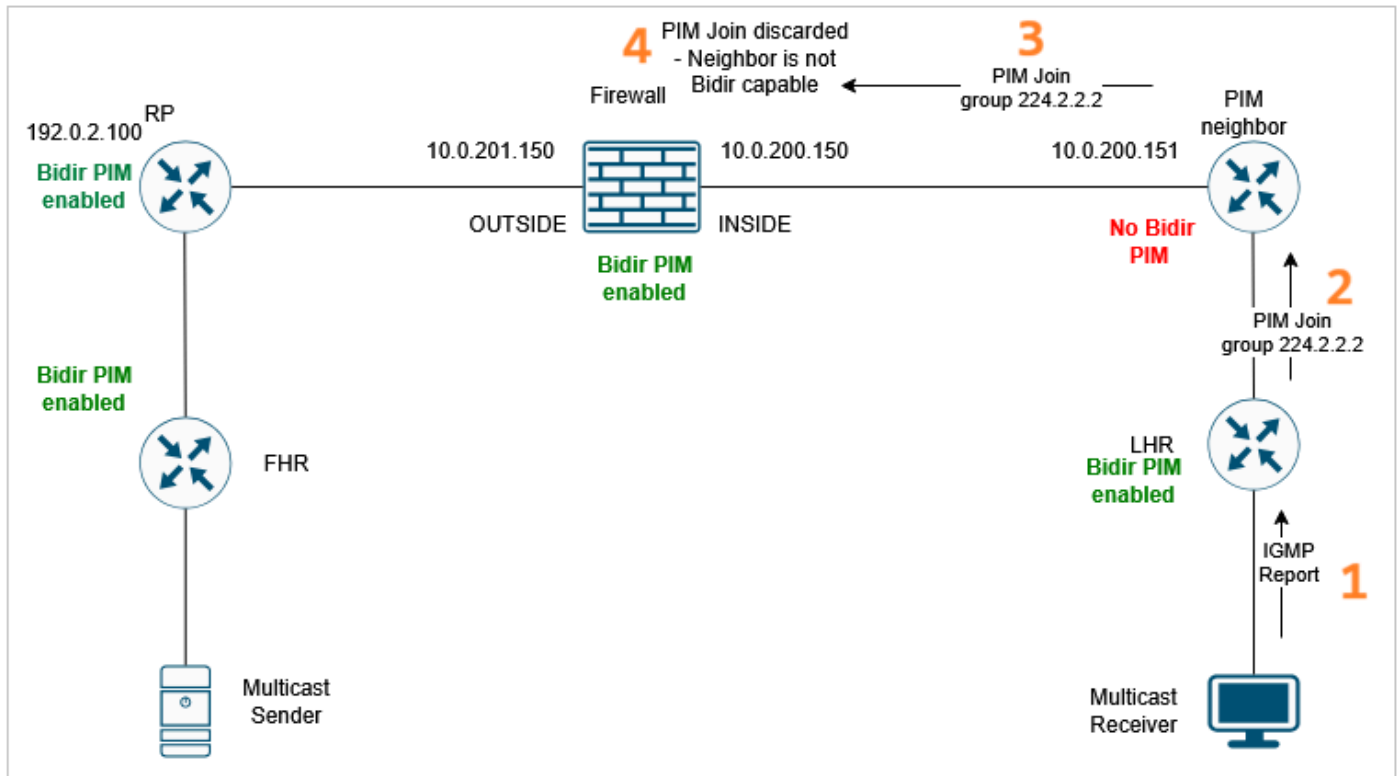 4
PIM Join discarded
- Neighbor is not
Bidir capable
3
PIM Join
group 224.2.2.2
RP
192.0.2.100
Bidir PIM
enabled
Firewall
PIM
neighbor
10.0.201.150
10.0.200.150
10.0.200.151
OUTSIDE
INSIDE
Bidir PIM
enabled
No Bidir
PIM
2
PIM Join
group 224.2.2.2
Bidir PIM
enabled
FHR
LHR
Bidir PIM
enabled
IGMP
Report
1
Multicast
Sender
Multicast
Receiver